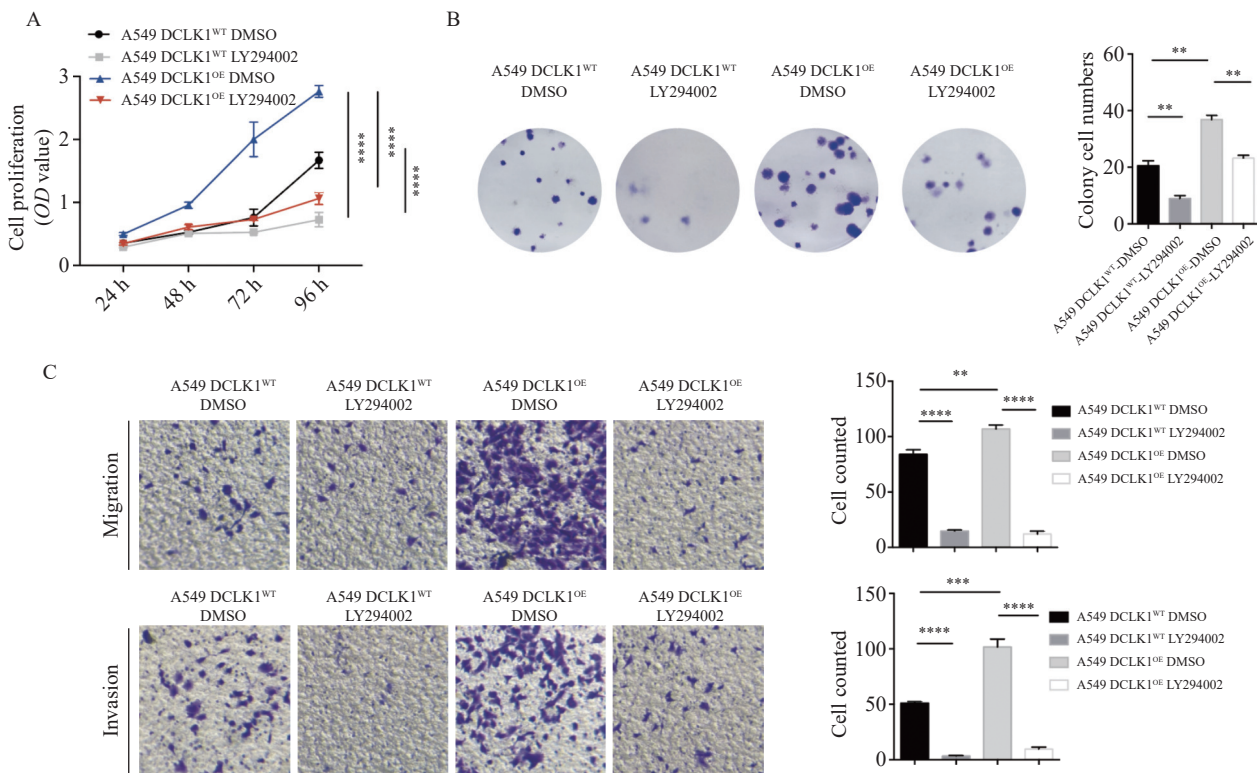 A
A549 DCLK1WT DMSO
A549 DCLK1WT LY294002
A549 DCLK1OE DMSO
A549 DCLK1OE LY294002
Cell proliferation
(OD value)
3
2
1
0
24 h
48 h
72 h
96 h
****
****
****
B
A549 DCLK1WT
DMSO
A549 DCLK1WT
LY294002
A549 DCLK1OE
DMSO
A549 DCLK1OE
LY294002
Colony cell numbers
60
40
20
0
**
**
**
A549 DCLK1WT-DMSO
A549 DCLK1WT-LY294002
A549 DCLK1OE-DMSO
A549 DCLK1OE-LY294002
C
A549 DCLK1WT
DMSO
A549 DCLK1WT
LY294002
A549 DCLK1OE
DMSO
A549 DCLK1OE
LY294002
Migration
Cell counted
150
100
50
0
**
****
****
A549 DCLK1WT DMSO
A549 DCLK1WT LY294002
A549 DCLK1OE DMSO
A549 DCLK1OE LY294002
A549 DCLK1WT
DMSO
A549 DCLK1WT
LY294002
A549 DCLK1OE
DMSO
A549 DCLK1OE
LY294002
Invasion
Cell counted
150
100
50
0
***
****
****
A549 DCLK1WT DMSO
A549 DCLK1WT LY294002
A549 DCLK1OE DMSO
A549 DCLK1OE LY294002